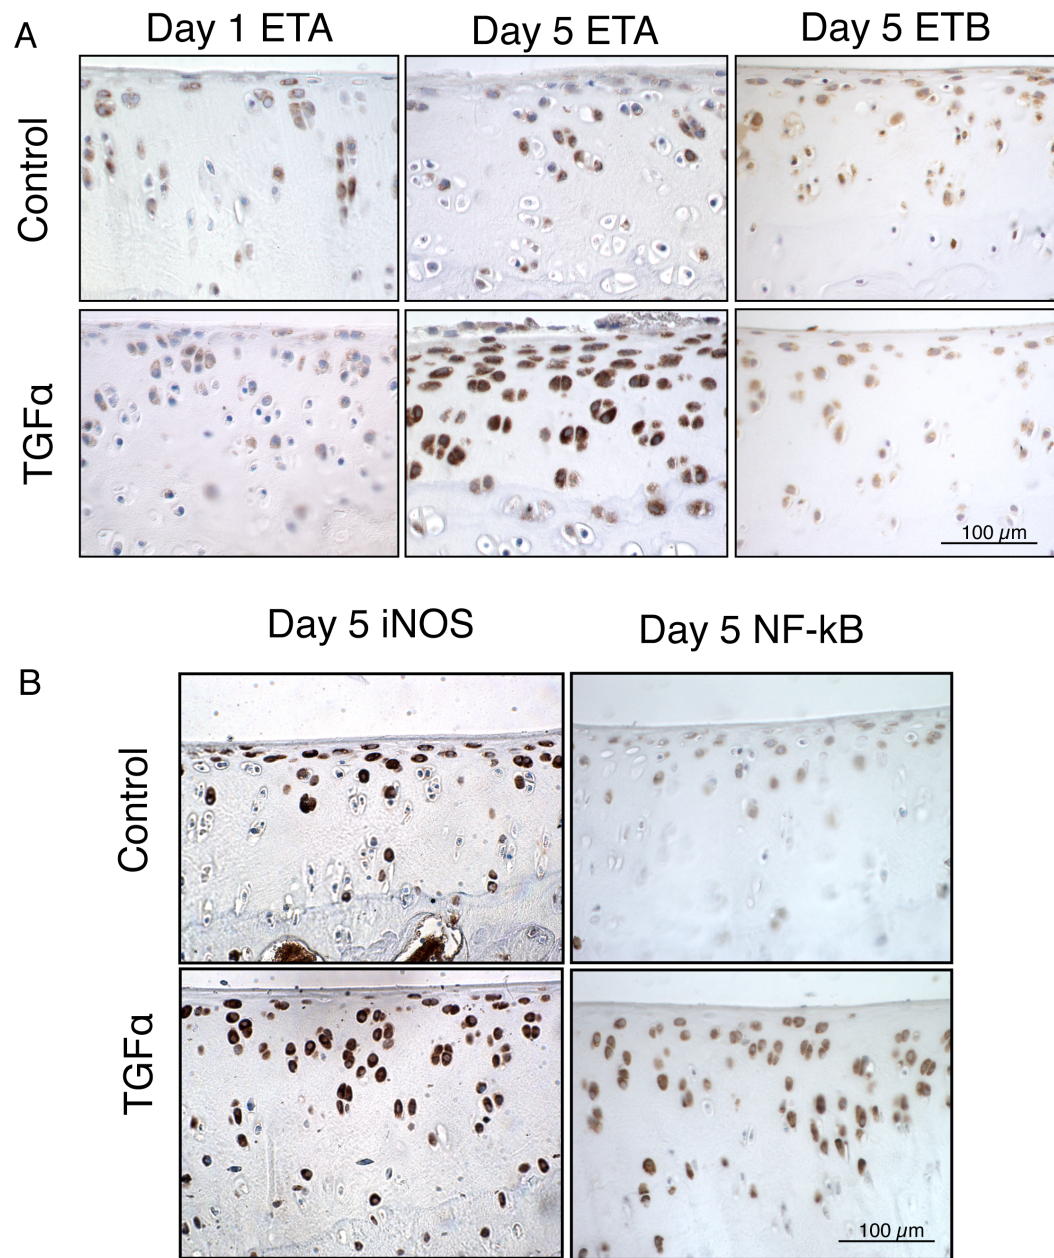 A
Day 1 ETA
Day 5 ETA
Day 5 ETB
Control
TGFα
100 µm
Day 5 iNOS
Day 5 NF-kB
B
Control
TGFα
100 µm